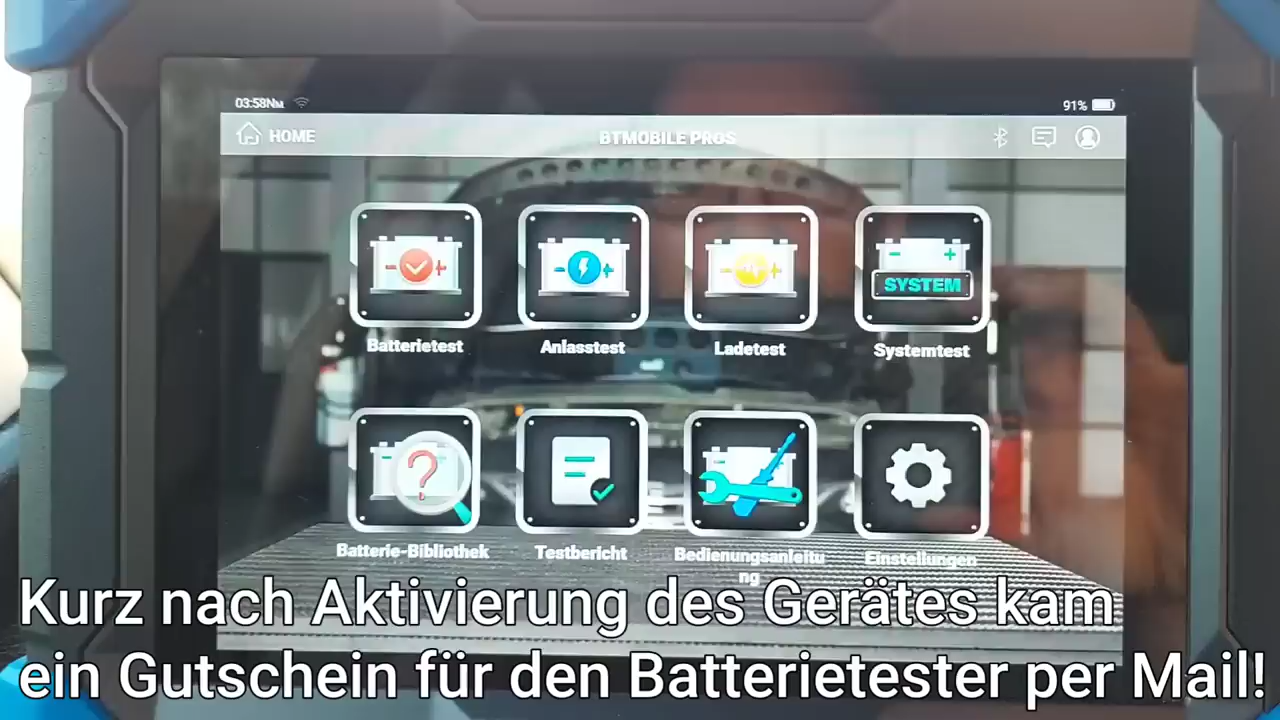 03:58Nм.
91%
HOME
BTMOBILE PROS
SYSTEM
Batterietest
Anlasstest
Ladetest
Systemtest
Batterie-Bibliothek
Testbericht
Bedienungsanleitu
ng
Einstellungen
Kurz nach Aktivierung des Gerätes kam
ein Gutschein für den Batterietester per Mail!